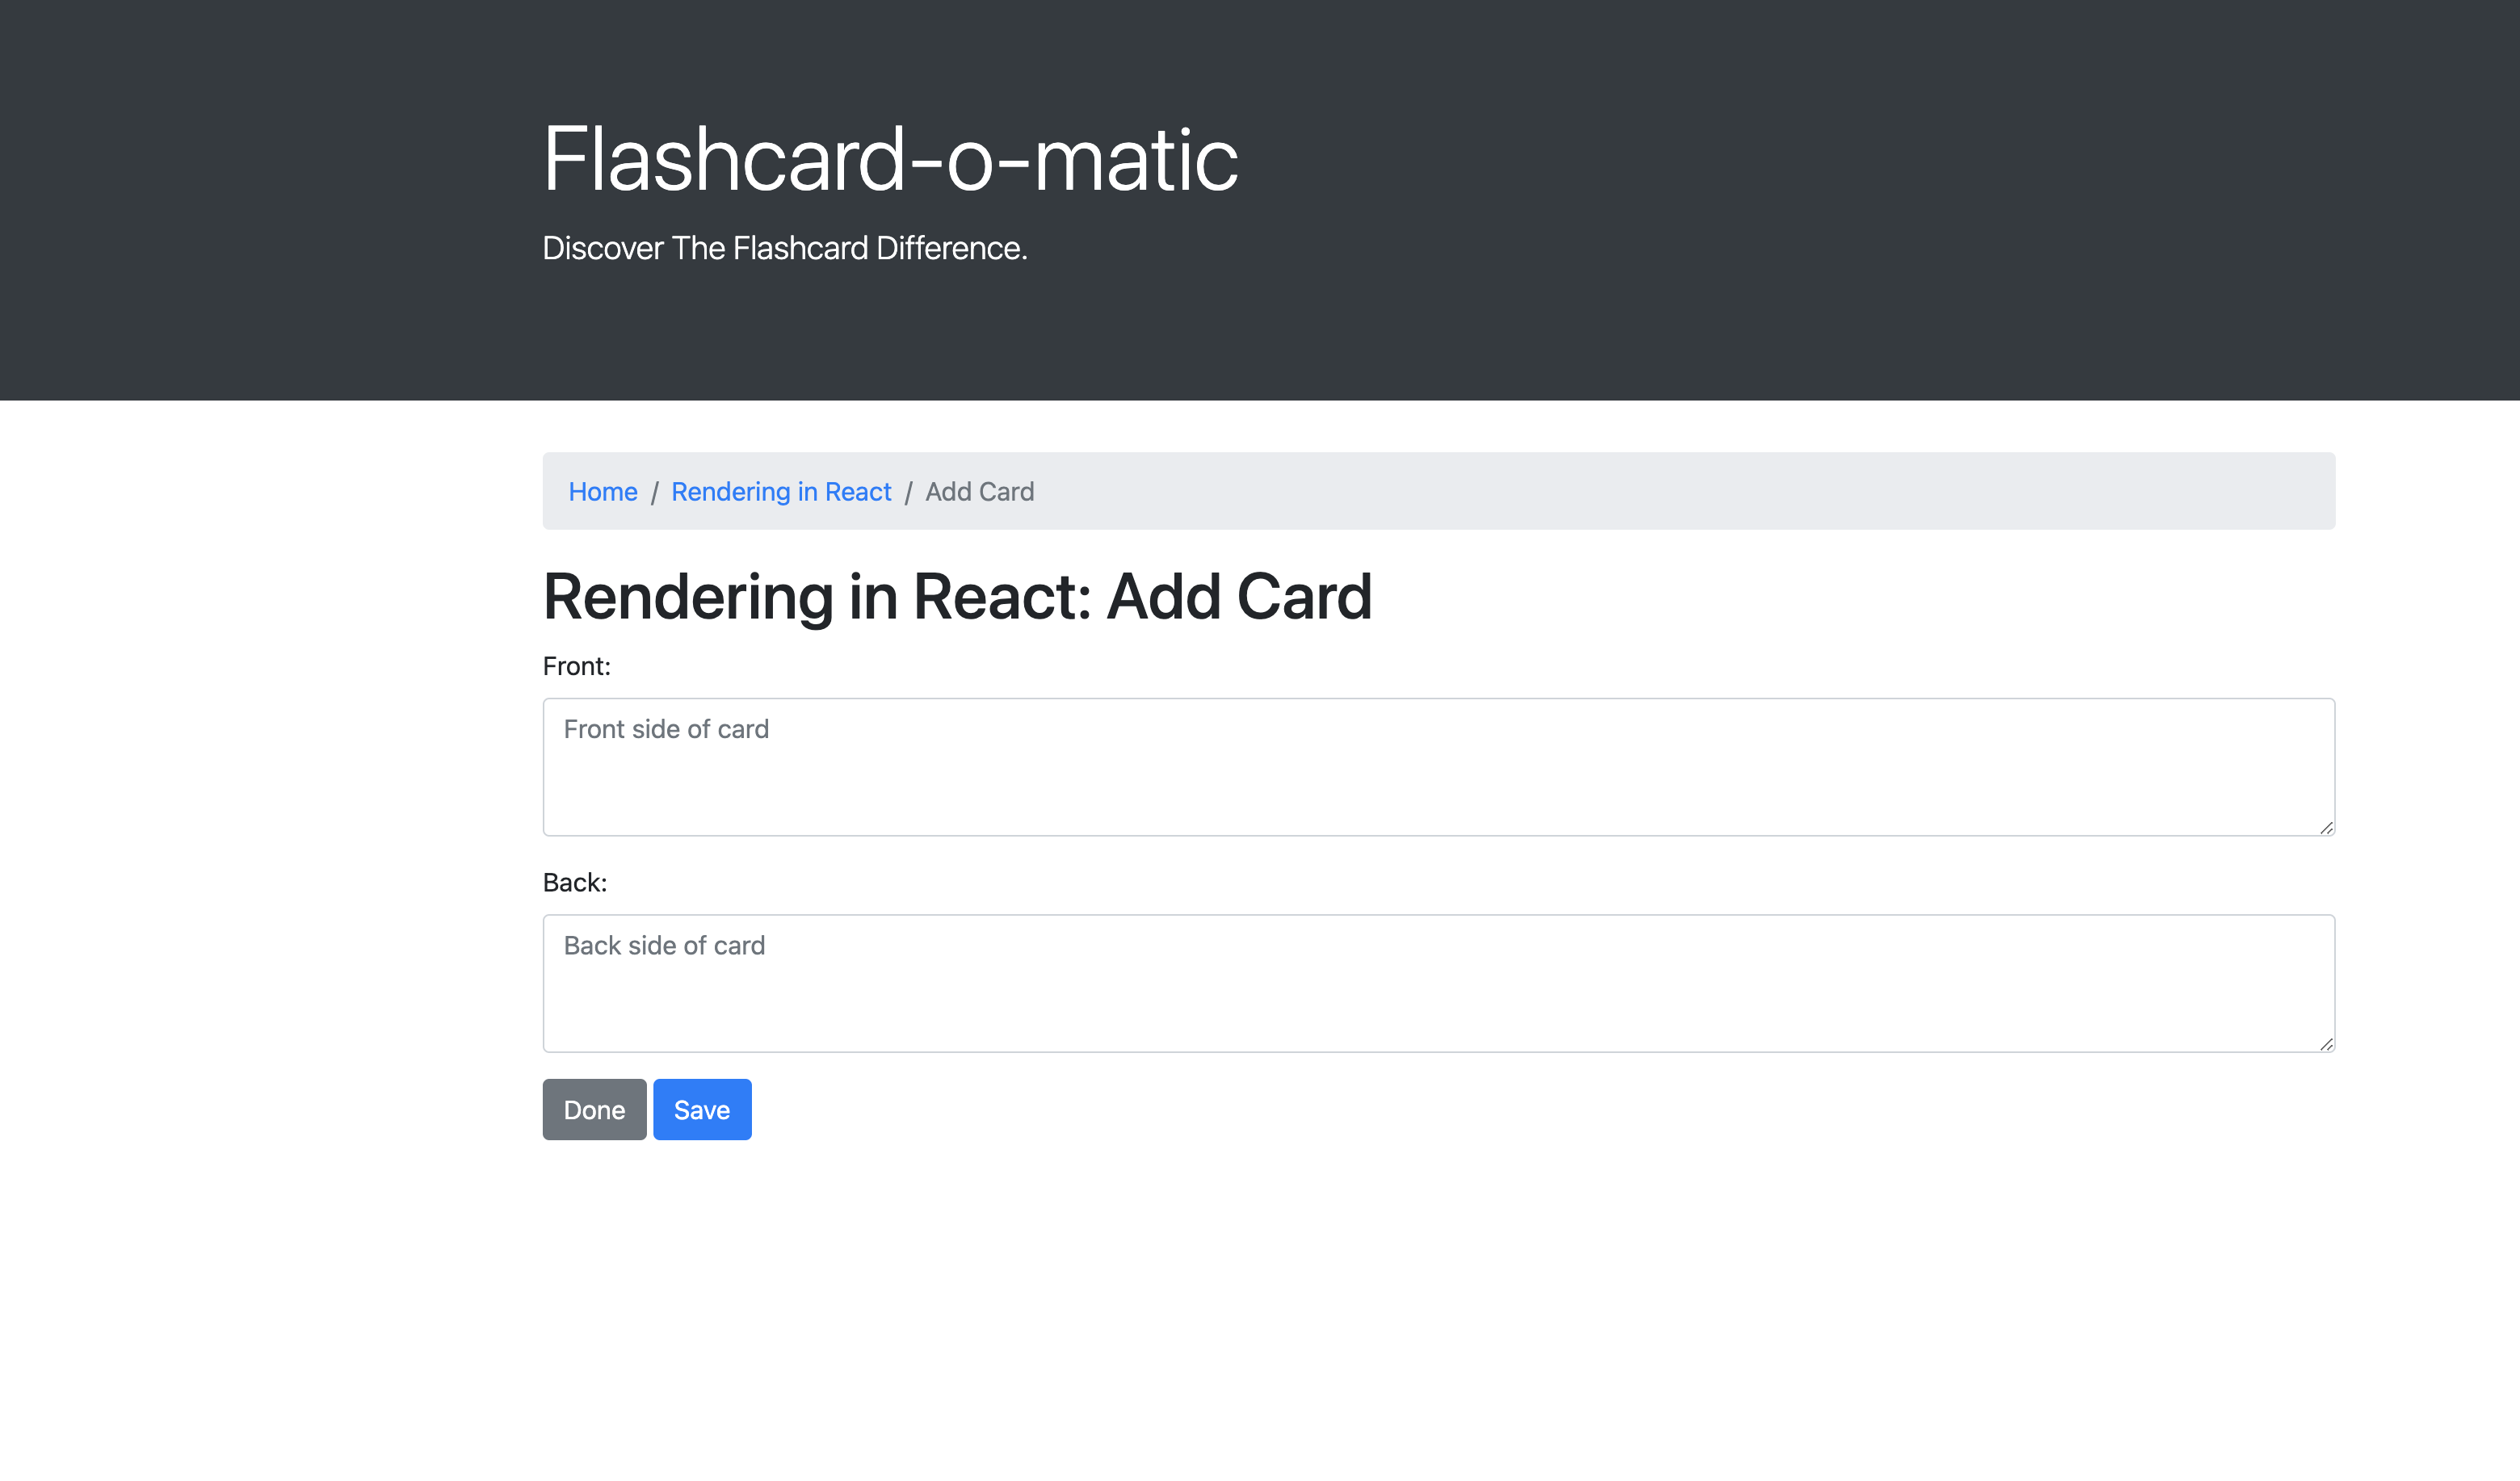 Flashcard-o-matic
Discover The Flashcard Difference.
Home / Rendering in React / Add Card
Rendering in React: Add Card
Front:
Front side of card
Back:
Back side of card
Done Save